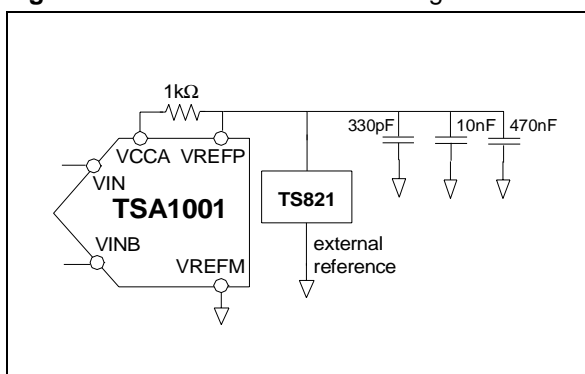 1kΩ
330pF 10nF 470nF
VCCA VREFP
VIN
TSA1001
TS821
VINB
external
reference
VREFM